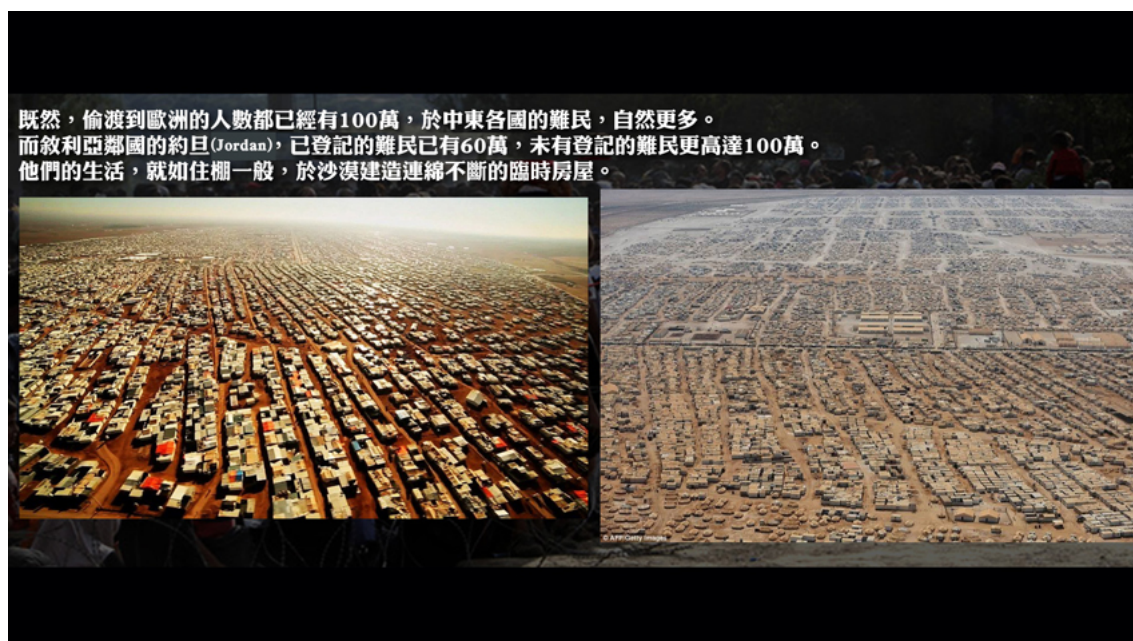 既然，偷渡到歐洲的人數都已經有100萬，於中東各國的難民，自然更多。
而敘利亞鄰國的約旦(Jordan)，已登記的難民已有60萬，未有登記的難民更高達100萬。
他們的生活，就如住棚一般，於沙漠建造連綿不斷的臨時房屋。
© AFP/Getty Images